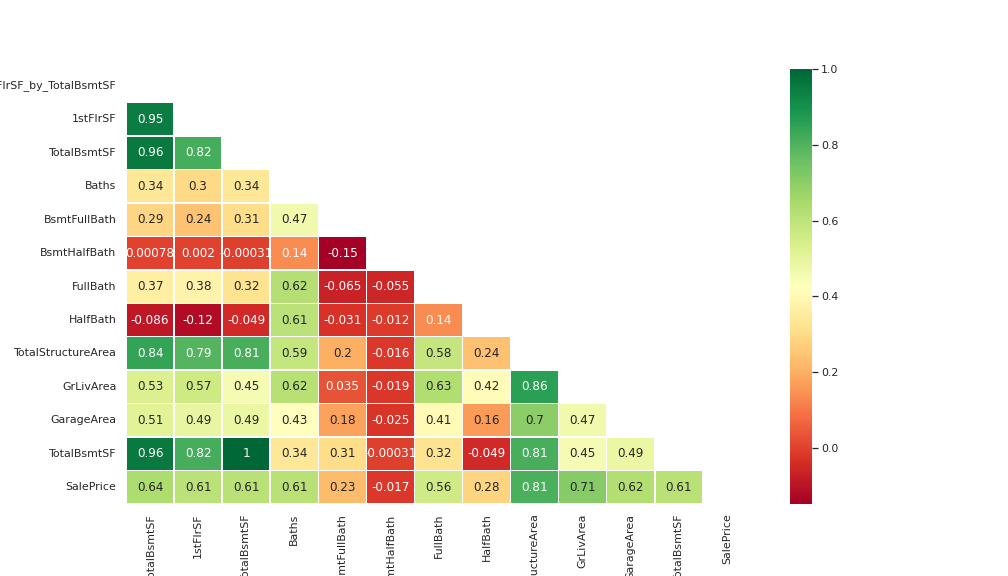 FlrSF_by_TotalBsmtSF
1stFlrSF 0.95
TotalBsmtSF 0.96 0.82
Baths 0.34 0.3 0.34
BsmtFullBath 0.29 0.24 0.31 0.47
BsmtHalfBath 0.00078 0.002 -0.00031 0.14 -0.15
FullBath 0.37 0.38 0.32 0.62 -0.065 -0.055
HalfBath -0.086 -0.12 -0.049 0.61 -0.031 -0.012 0.14
TotalStructureArea 0.84 0.79 0.81 0.59 0.2 -0.016 0.58 0.24
GrLivArea 0.53 0.57 0.45 0.62 0.035 -0.019 0.63 0.42 0.86
GarageArea 0.51 0.49 0.49 0.43 0.18 -0.025 0.41 0.16 0.7 0.47
TotalBsmtSF 0.96 0.82 1 0.34 0.31 -0.00031 0.32 -0.049 0.81 0.45 0.49
SalePrice 0.64 0.61 0.61 0.61 0.23 -0.017 0.56 0.28 0.81 0.71 0.62 0.61
otalBsmtSF
1stFlrSF
otalBsmtSF
Baths
mtFullBath
mtHalfBath
FullBath
HalfBath
uctureArea
GrLivArea
GarageArea
otalBsmtSF
SalePrice
1.0
0.8
0.6
0.4
0.2
0.0